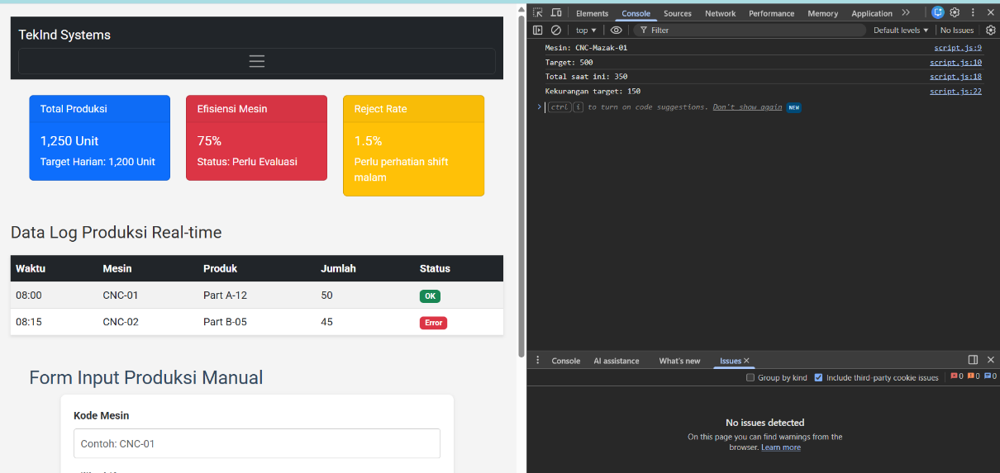 TekInd Systems
Total Produksi
1,250 Unit
Target Harian: 1,200 Unit
Efisiensi Mesin
75%
Status: Perlu Evaluasi
Reject Rate
1.5%
Perlu perhatian shift
malam
Data Log Produksi Real-time
Waktu Mesin Produk Jumlah Status
08:00 CNC-01 Part A-12 50 OK
08:15 CNC-02 Part B-05 45 Error
Form Input Produksi Manual
Kode Mesin
Contoh: CNC-01
Elements Console Sources Network Performance Memory Application
top Filter Default levels No Issues
Mesin: CNC-Mazak-01 script.js:9
Target: 500 script.js:10
Total saat ini: 350 script.js:18
Kekurangan target: 150 script.js:22
ctrl i to turn on code suggestions. Don't show again NEW
Console AI assistance What's new Issues
Group by kind Include third-party cookie issues 0 0 0
No issues detected
On this page you can find warnings from the
browser. Learn more